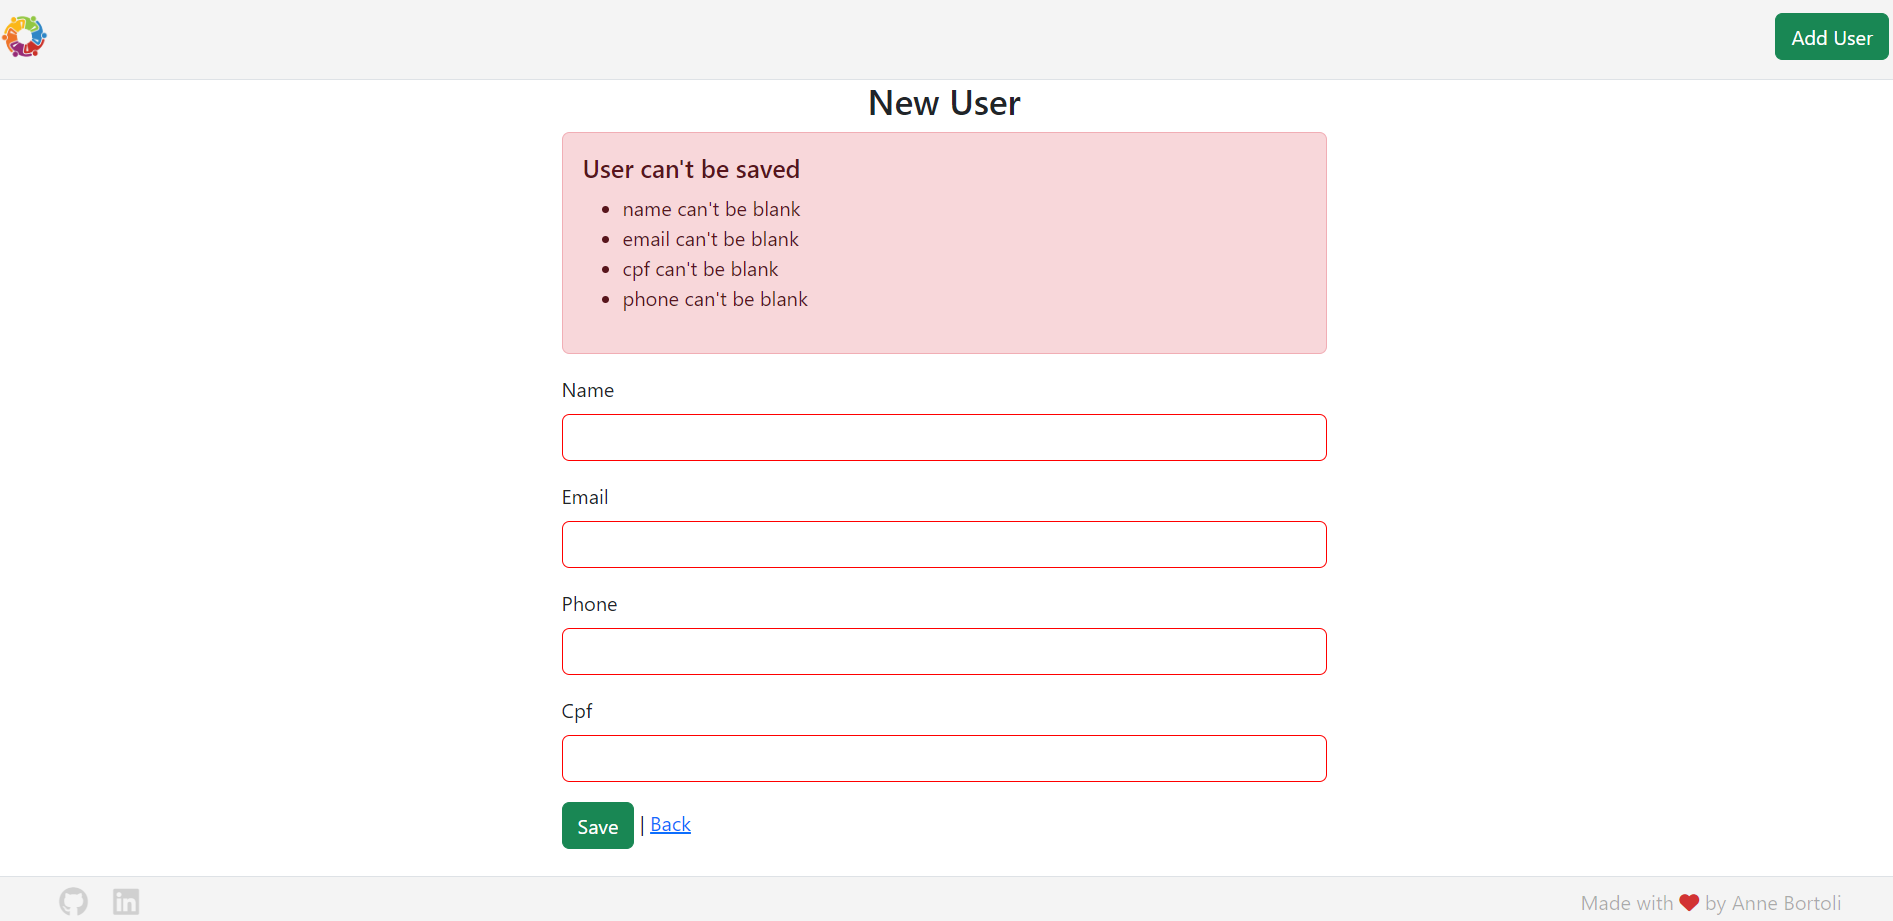 Add User
New User
User can't be saved
name can't be blank
email can't be blank
cpf can't be blank
phone can't be blank
Name
Email
Phone
Cpf
Save | Back
Made with ❤ by Anne Bortoli